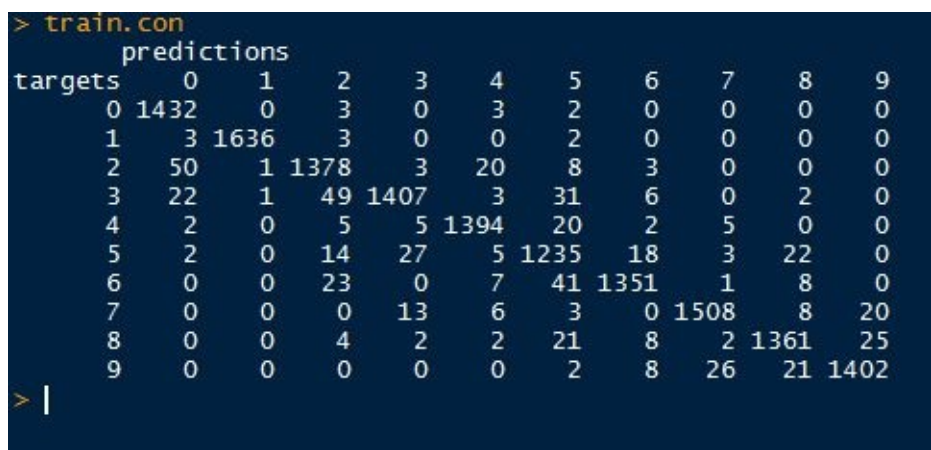 > train.con
predictions
targets 0 1 2 3 4 5 6 7 8 9
0 1432 0 3 0 3 2 0 0 0 0
1 3 1636 3 0 0 2 0 0 0 0
2 50 1 1378 3 20 8 3 0 0 0
3 22 1 49 1407 3 31 6 0 2 0
4 2 0 5 5 1394 20 2 5 0 0
5 2 0 14 27 5 1235 18 3 22 0
6 0 0 23 0 7 41 1351 1 8 0
7 0 0 0 13 6 3 0 1508 8 20
8 0 0 4 2 2 21 8 2 1361 25
9 0 0 0 0 0 2 8 26 21 1402
>